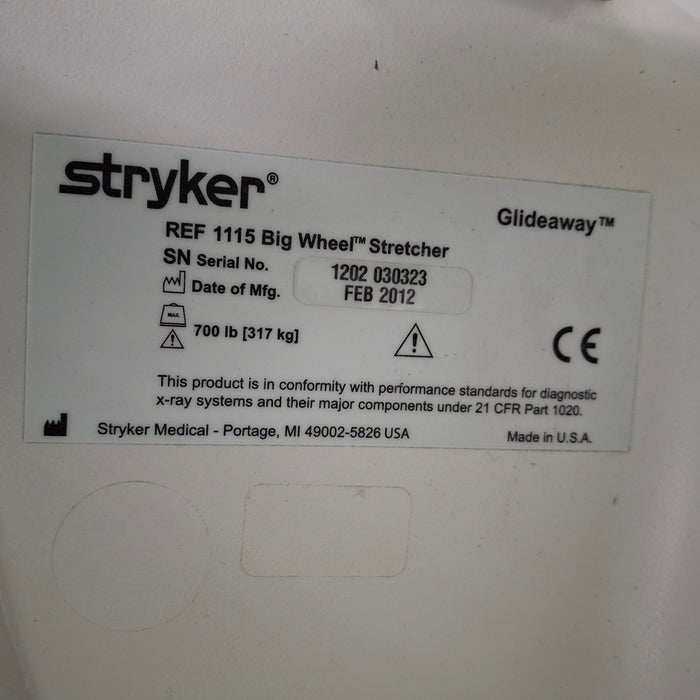 stryker®
Glideaway™
REF 1115 Big Wheel™ Stretcher
SN Serial No. 1202 030323
Date of Mfg. FEB 2012
MAX.
700 lb [317 kg]
CE
This product is in conformity with performance standards for diagnostic
x-ray systems and their major components under 21 CFR Part 1020.
Stryker Medical - Portage, MI 49002-5826 USA
Made in U.S.A.